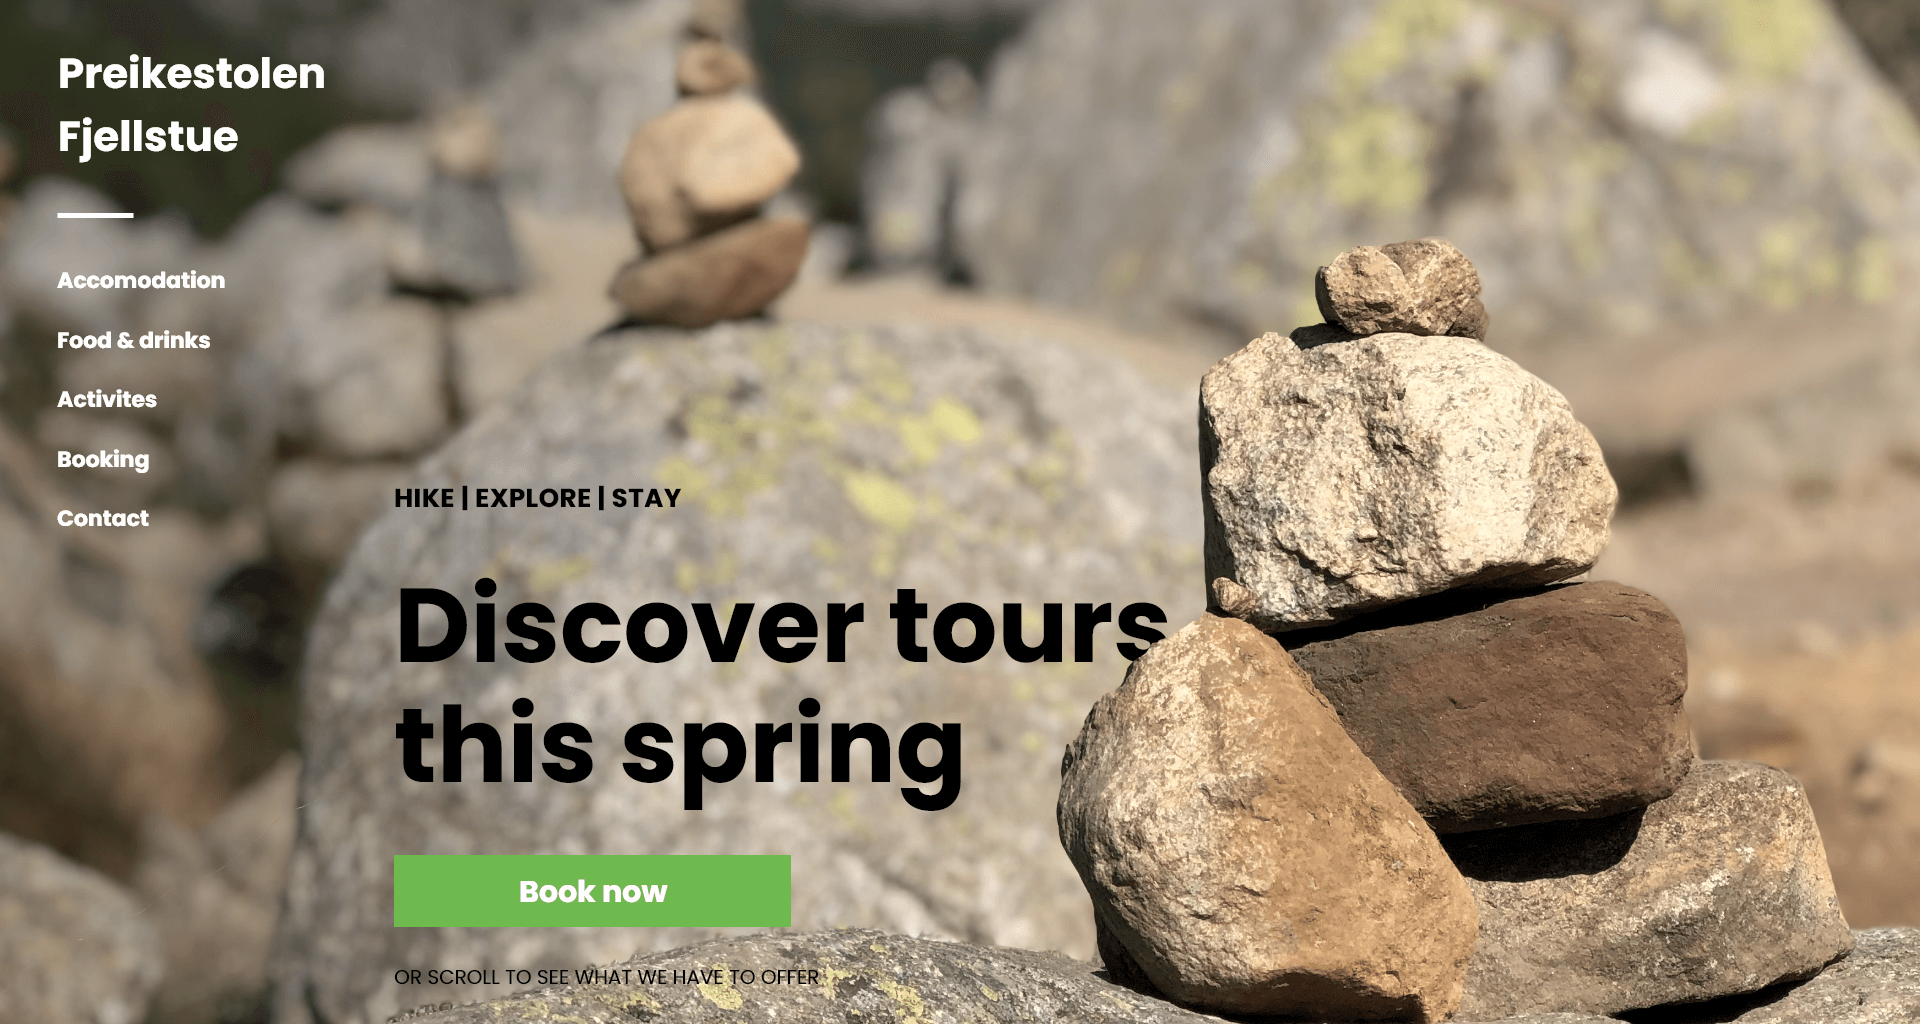 Preikestolen
Fjellstue
Accomodation
Food & drinks
Activites
Booking
Contact
HIKE | EXPLORE | STAY
Discover tours
this spring
Book now
OR SCROLL TO SEE WHAT WE HAVE TO OFFER